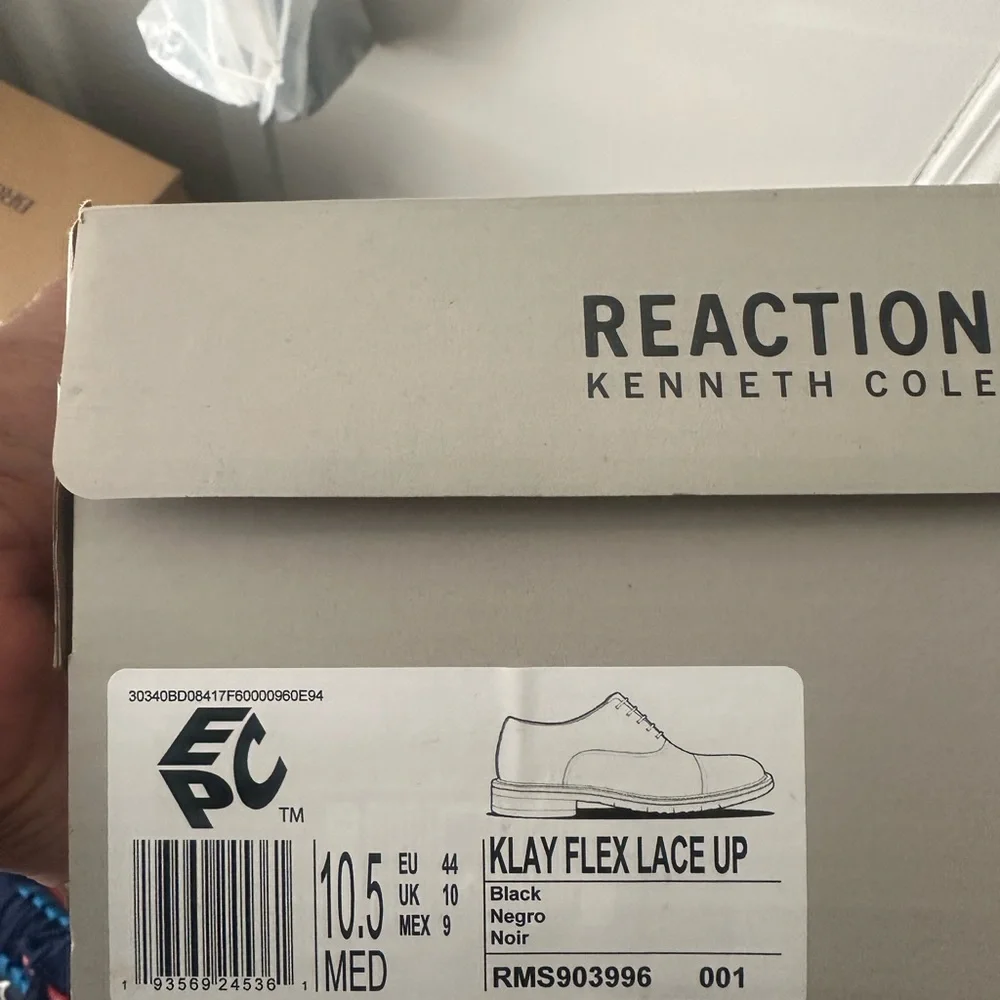 REACTION
KENNETH COLE
30340BD08417F60000960E94
EPC
TM
KLAY FLEX LACE UP
10.5
EU 44
UK 10
MEX 9
MED
Black
Negro
Noir
RMS903996 001
1 93569 24536 1